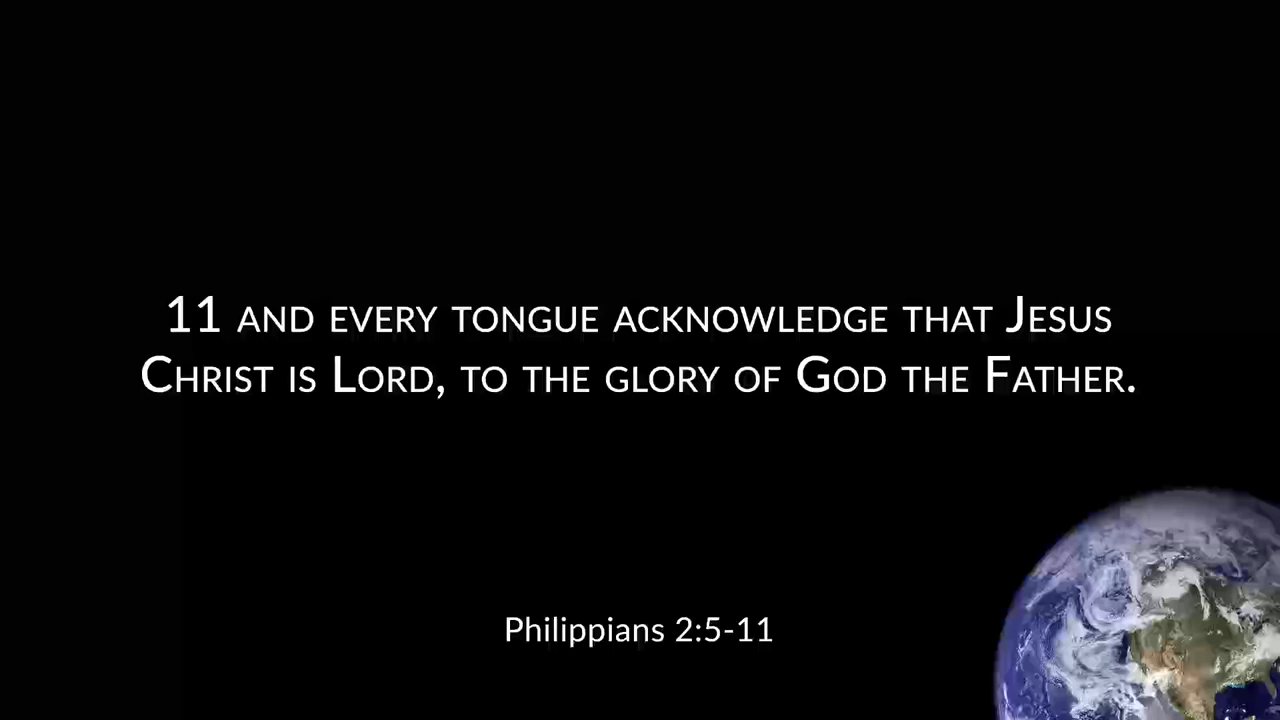 11 and every tongue acknowledge that Jesus
Christ is Lord, to the glory of God the Father.
Philippians 2:5-11